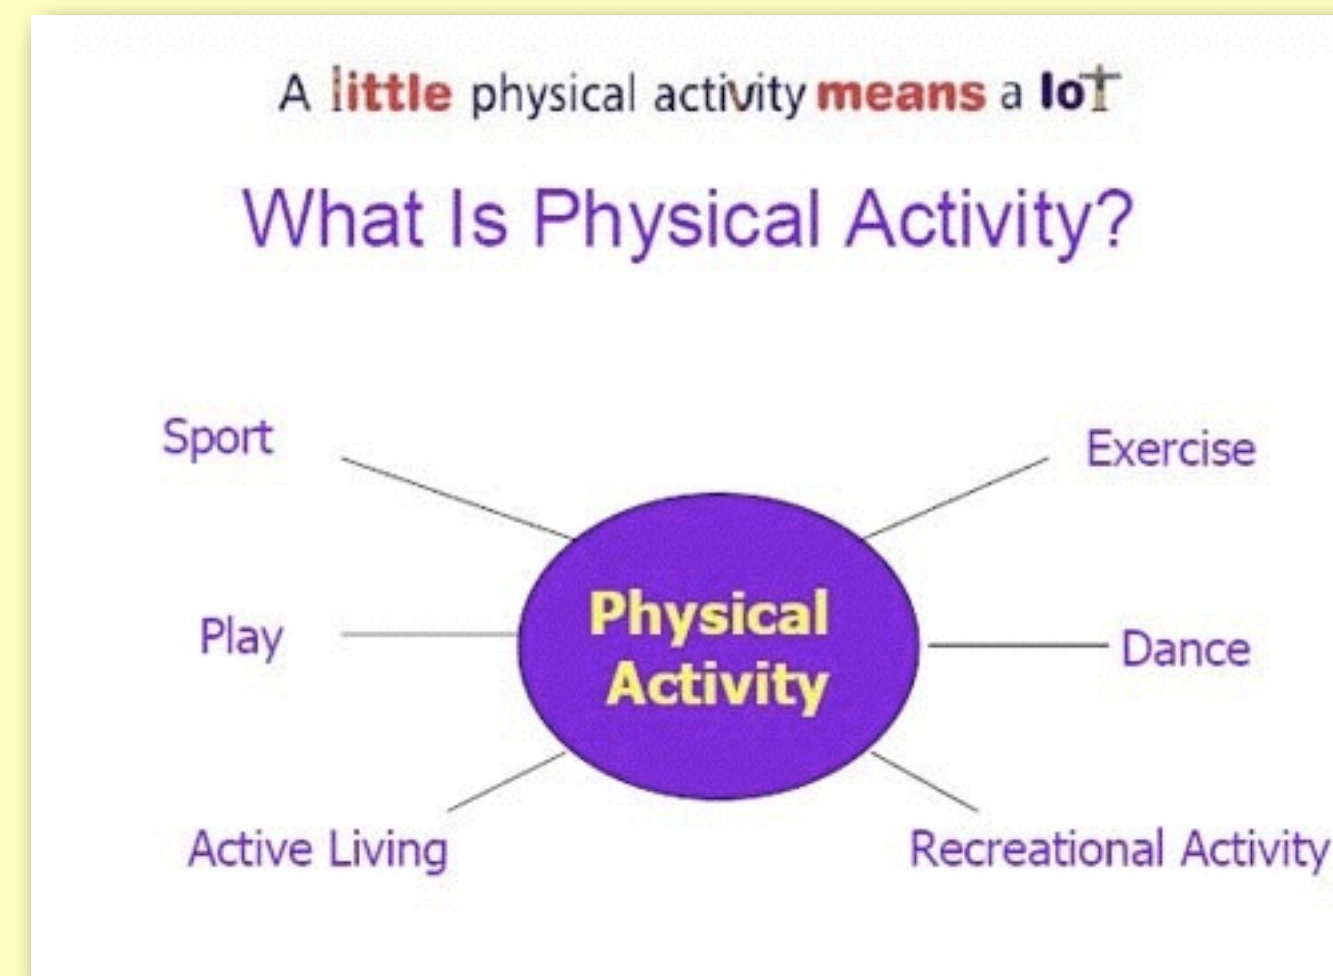 A little physical activity means a lot
What Is Physical Activity?
Sport
Exercise
Physical
Activity
Play
Dance
Active Living
Recreational Activity